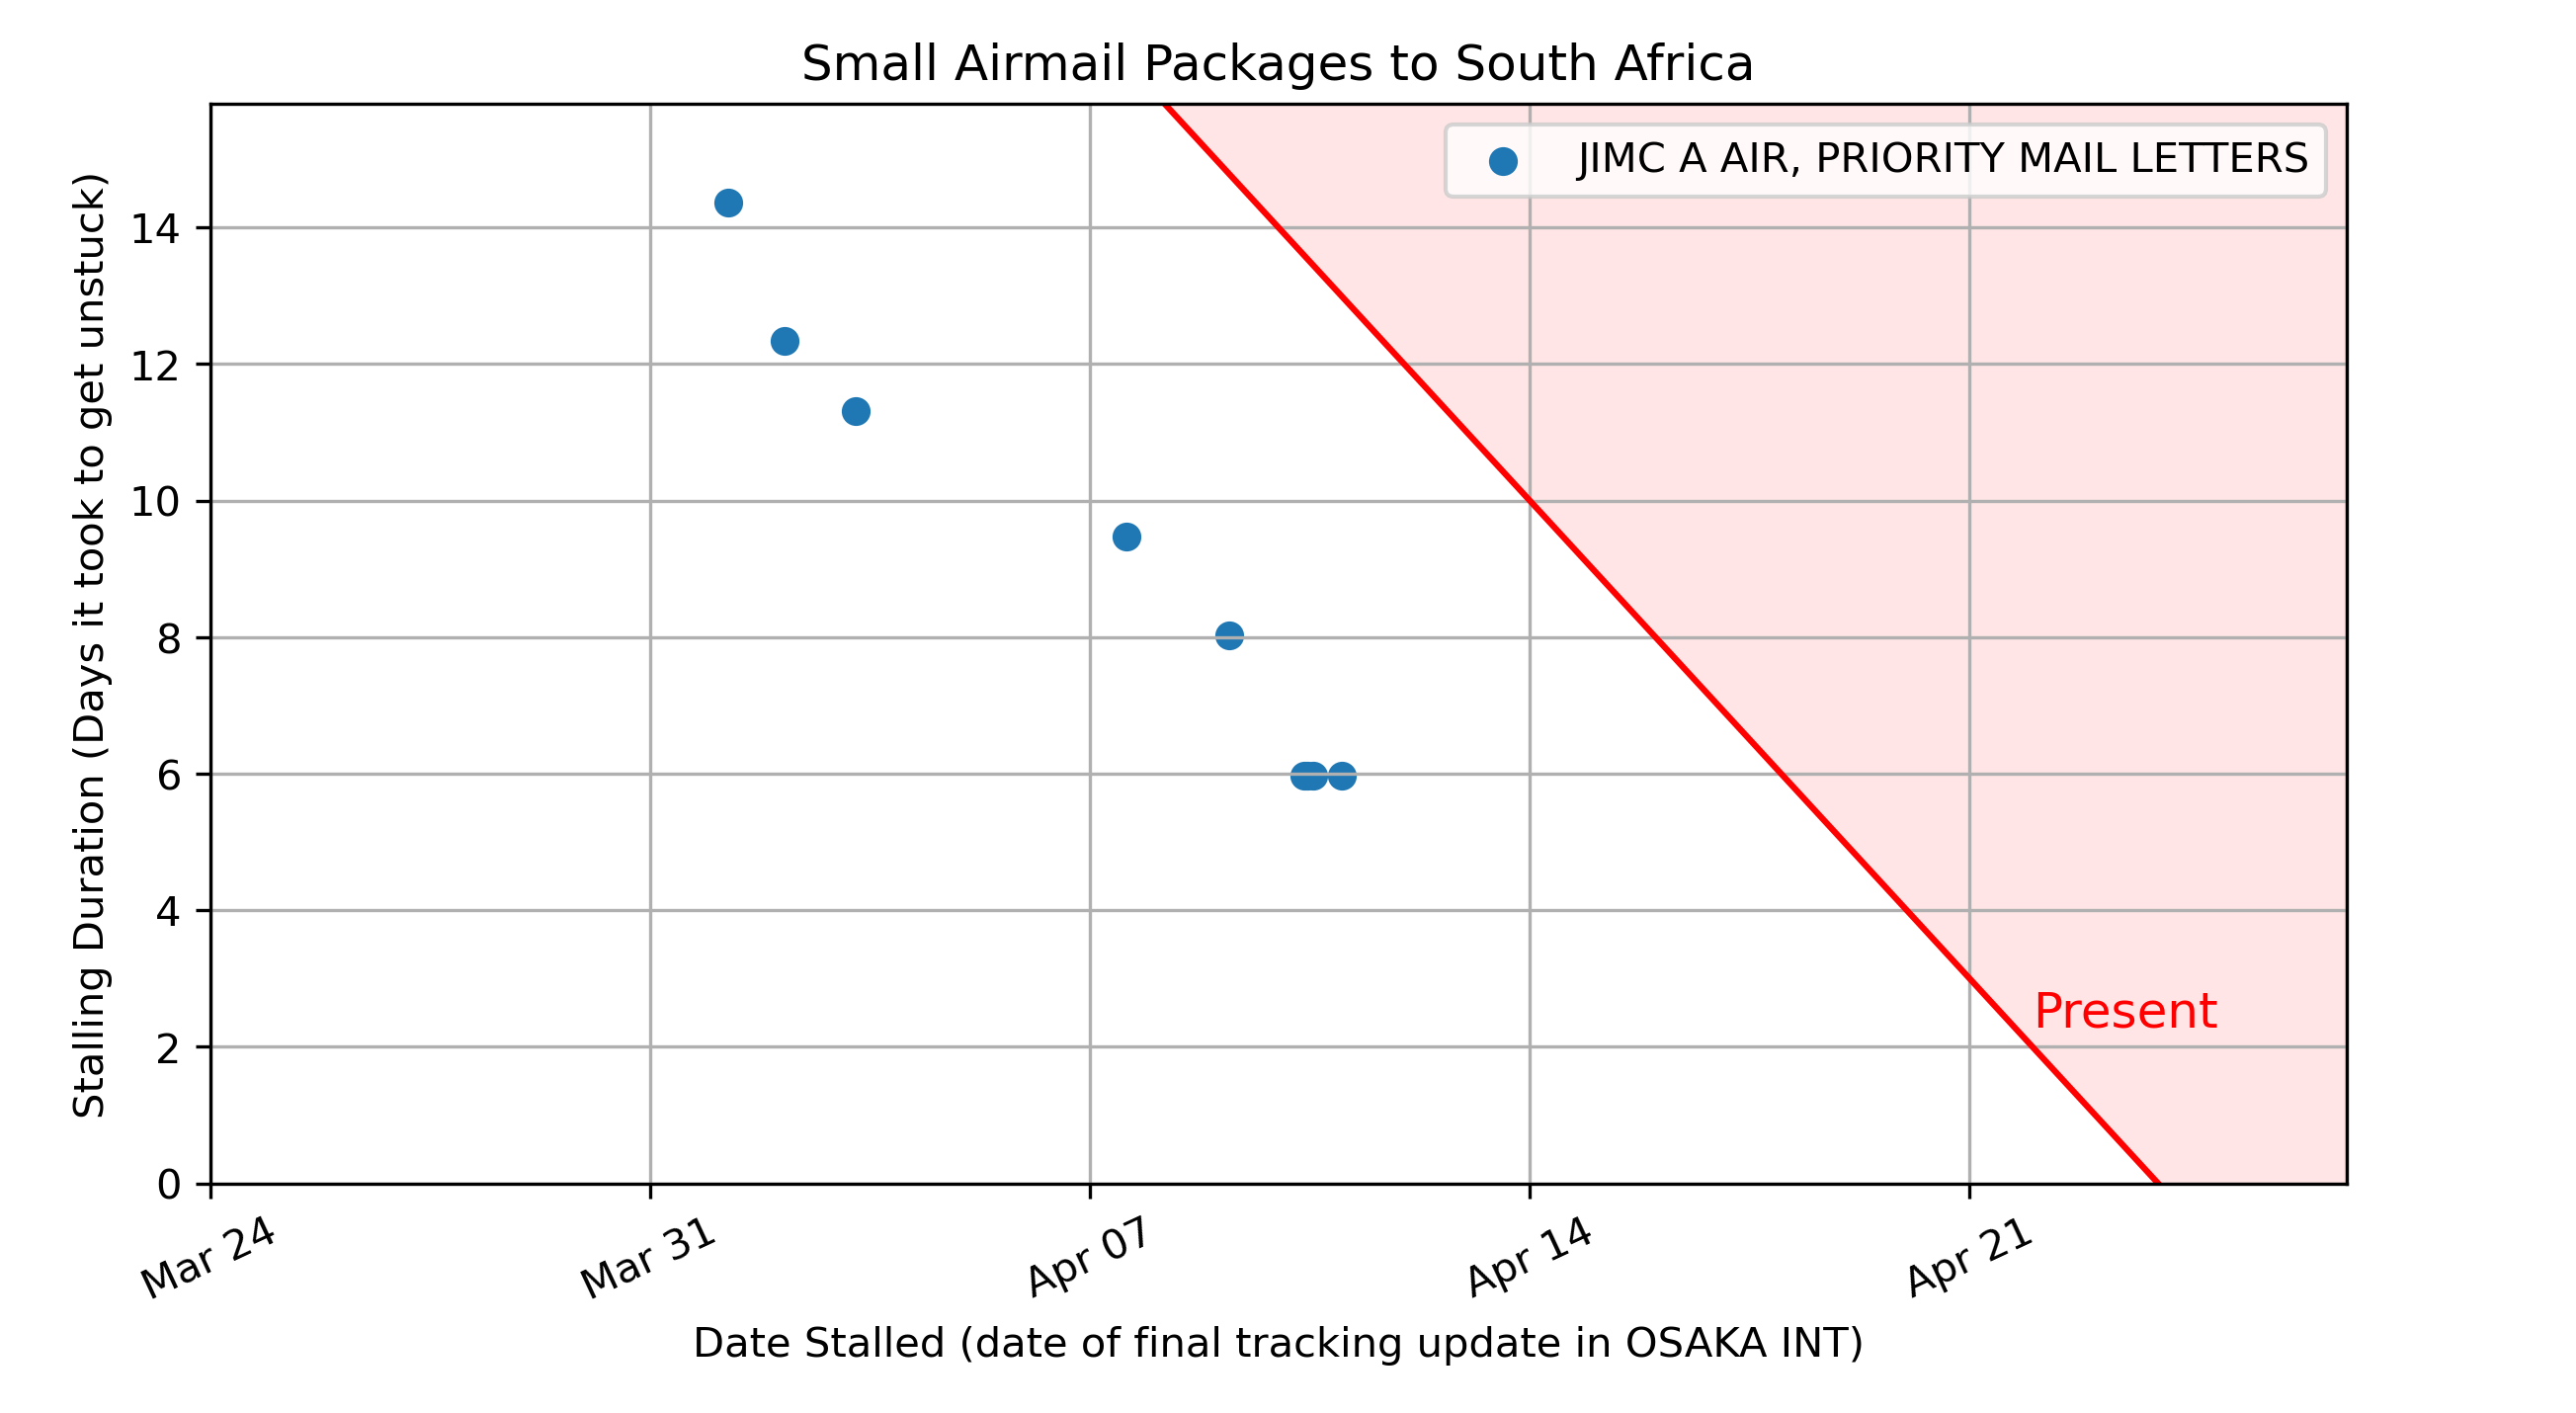 Small Airmail Packages to South Africa
JIMC A AIR, PRIORITY MAIL LETTERS
Stalling Duration (Days it took to get unstuck)
14
12
10
8
6
4
2
0
Present
Mar 24
Mar 31
Apr 07
Apr 14
Apr 21
Date Stalled (date of final tracking update in OSAKA INT)